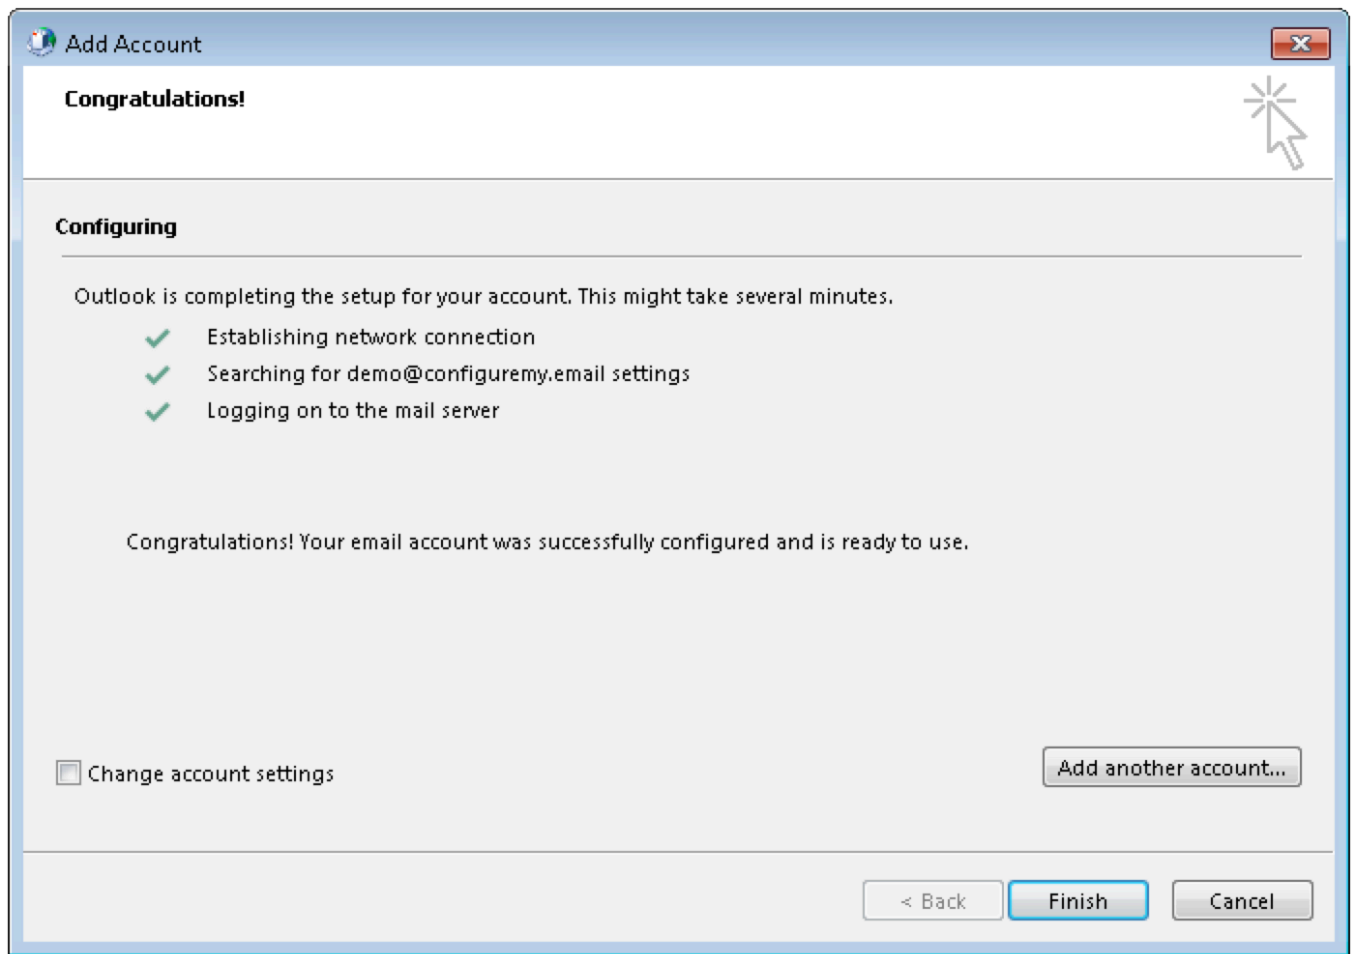 Add Account
Congratulations!
Configuring
Outlook is completing the setup for your account. This might take several minutes.
Establishing network connection
Searching for demo@configuremy.email settings
Logging on to the mail server
Congratulations! Your email account was successfully configured and is ready to use.
Change account settings
Add another account...
< Back
Finish
Cancel